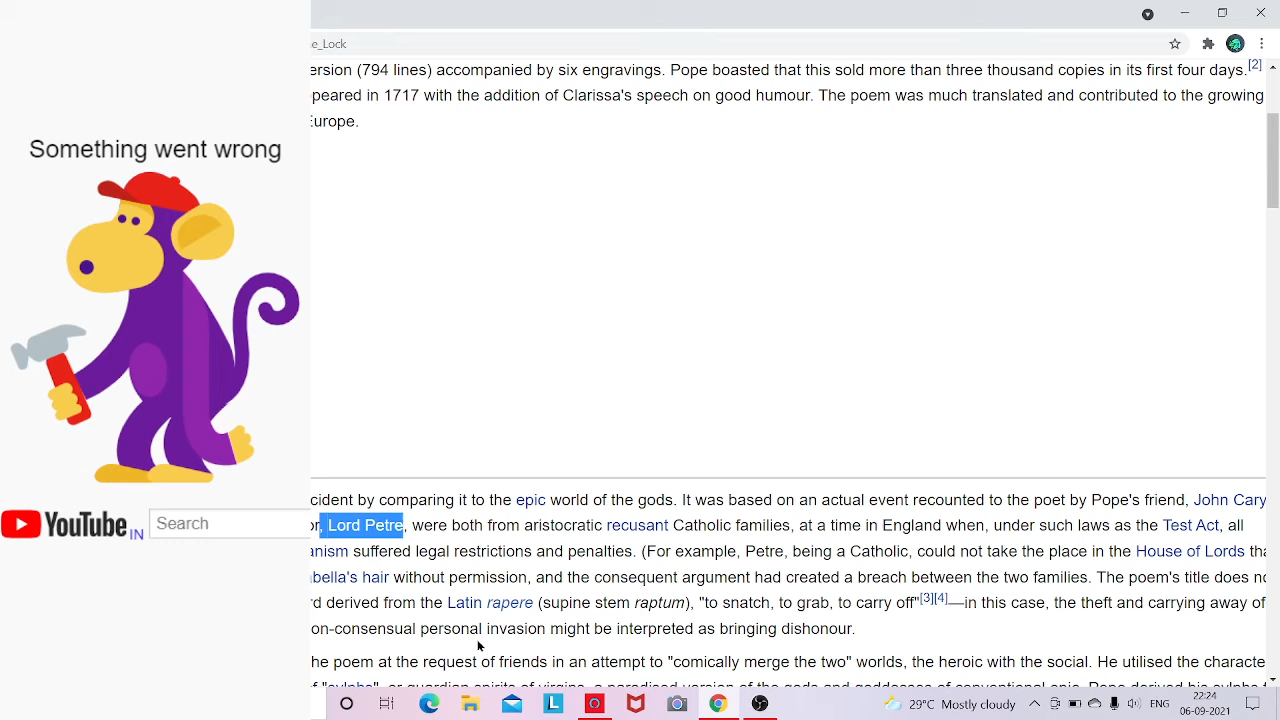 Something went wrong
YouTube IN
Search
e_Lock
ersion (794 lines) accompanied by six engravings. Pope boasted that this sold more than three thousand copies in its first four days.[2]
peared in 1717 with the addition of Clarissa's speech on good humour. The poem was much translated and contributed to the growing
Europe.
cident by comparing it to the epic world of the gods. It was based on an actual event recounted to the poet by Pope's friend, John Cary
or, Lord Petre, were both from aristocratic recusant Catholic families, at a time in England when, under such laws as the Test Act, all
anism suffered legal restrictions and penalties. (For example, Petre, being a Catholic, could not take the place in the House of Lords tha
bella's hair without permission, and the consequent argument had created a breach between the two families. The poem's title does no
d derived from the Latin rapere (supine stem raptum), "to snatch, to grab, to carry off"[3][4]—in this case, the theft and carrying away of
on-consensual personal invasion might be interpreted as bringing dishonour.
he poem at the request of friends in an attempt to "comically merge the two" worlds, the heroic with the social. He utilised the characte
29°C Mostly cloudy
ENG
22:24
06-09-2021